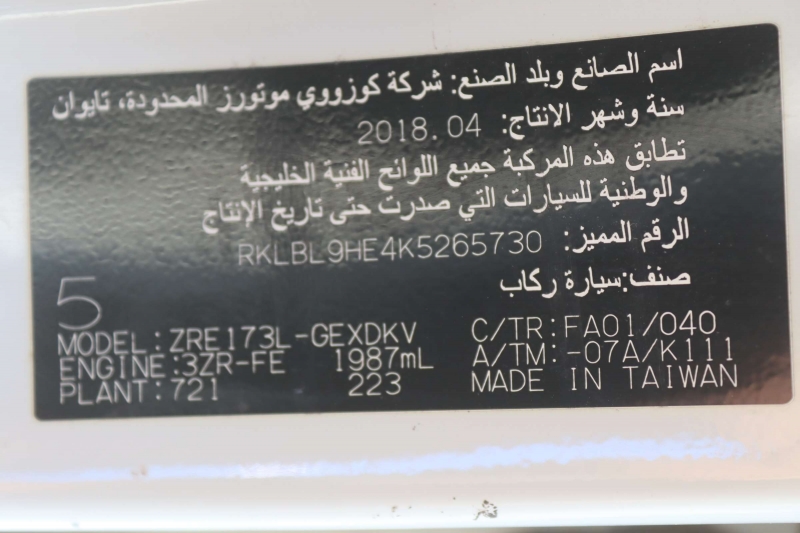 اسم الصانع وبلد الصنع: شركة كوزووي موتورز المحدودة، تايوان
سنة وشهر الانتاج: 2018.04
تطابق هذه المركبة جميع اللوائح الفنية الخليجية
والوطنية للسيارات التي صدرت حتى تاريخ الإنتاج
الرقم المميز: RKLBL9HE4K5265730
صنف:سيارة ركاب
5
MODEL:ZRE173L-GEXDKV C/TR:FA01/040
ENGINE:3ZR-FE 1987mL A/TM:-07A/K111
PLANT:721 223 MADE IN TAIWAN